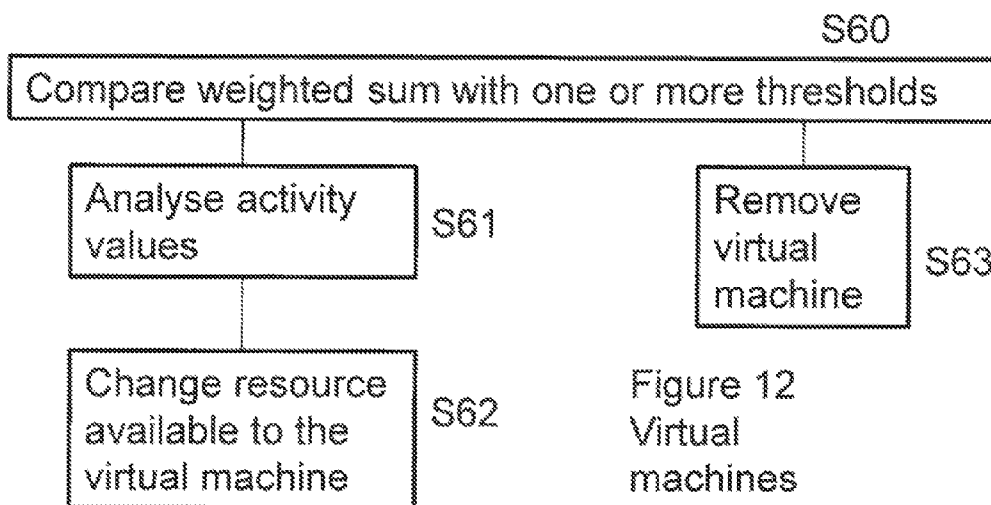 S60
Compare weighted sum with one or more thresholds
Analyse activity
values
S61
Remove
virtual
machine
S63
Change resource
available to the
virtual machine
S62
Figure 12
Virtual
machines